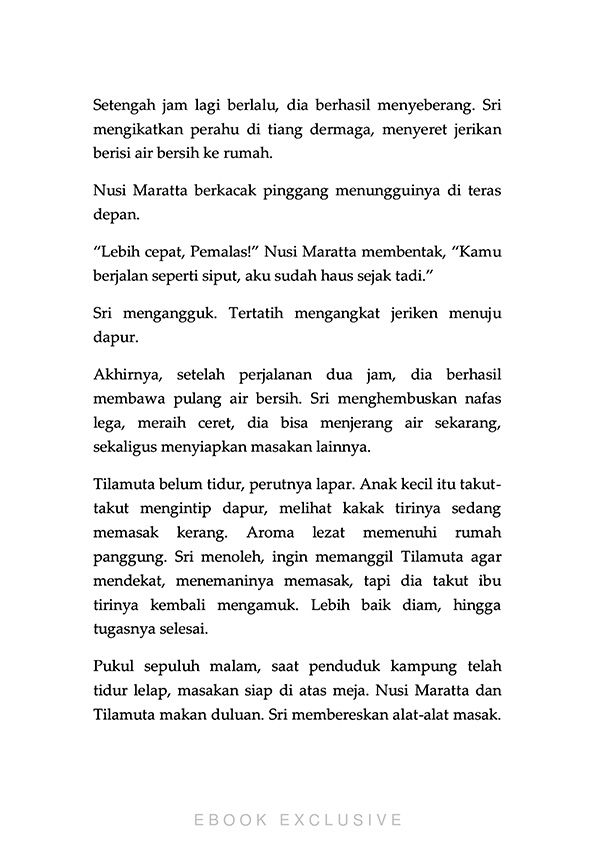 Setengah jam lagi berlalu, dia berhasil menyeberang. Sri
mengikatkan perahu di tiang dermaga, menyeret jerikan
berisi air bersih ke rumah.
Nusi Maratta berkacak pinggang menungguinya di teras
depan.
“Lebih cepat, Pemalas!” Nusi Maratta membentak, “Kamu
berjalan seperti siput, aku sudah haus sejak tadi.”
Sri mengangguk. Tertatih mengangkat jeriken menuju
dapur.
Akhirnya, setelah perjalanan dua jam, dia berhasil
membawa pulang air bersih. Sri menghembuskan nafas
lega, meraih ceret, dia bisa menjerang air sekarang,
sekaligus menyiapkan masakan lainnya.
Tilamuta belum tidur, perutnya lapar. Anak kecil itu takut-
takut mengintip dapur, melihat kakak tirinya sedang
memasak kerang. Aroma lezat memenuhi rumah
panggung. Sri menoleh, ingin memanggil Tilamuta agar
mendekat, menemaninya memasak, tapi dia takut ibu
tirinya kembali mengamuk. Lebih baik diam, hingga
tugasnya selesai.
Pukul sepuluh malam, saat penduduk kampung telah
tidur lelap, masakan siap di atas meja. Nusi Maratta dan
Tilamuta makan duluan. Sri membereskan alat-alat masak.
EBOOK EXCLUSIVE